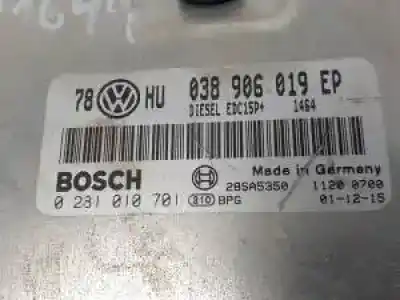 78 HU 038 906 019 EP
DIESEL EDC15P+ 1464
BOSCH Made in Germany
28SA5350 1120 0700
0 281 010 701 310 BPG 01-12-15